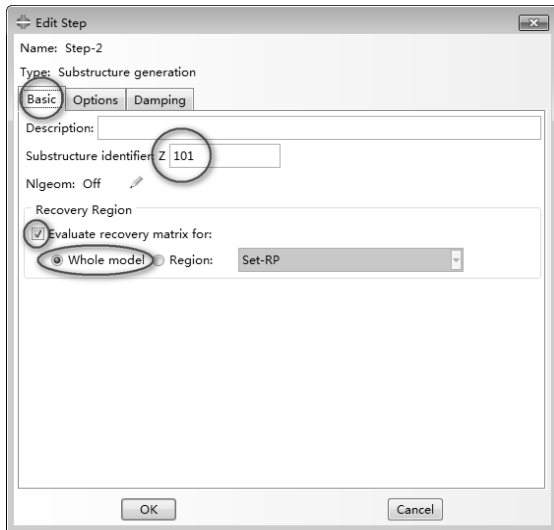 Edit Step
Name: Step-2
Type: Substructure generation
Basic Options Damping
Description:
Substructure identifier: Z 101
Nlgeom: Off
Recovery Region
Evaluate recovery matrix for:
Whole model Region: Set-RP
OK Cancel